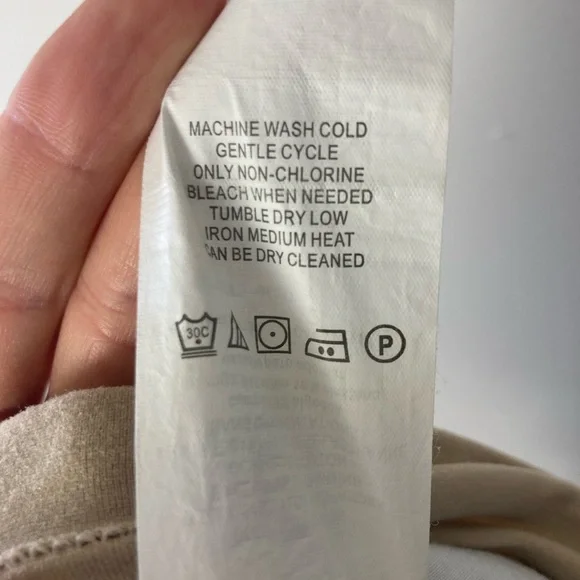 MACHINE WASH COLD
GENTLE CYCLE
ONLY NON-CHLORINE
BLEACH WHEN NEEDED
TUMBLE DRY LOW
IRON MEDIUM HEAT
CAN BE DRY CLEANED
30C P